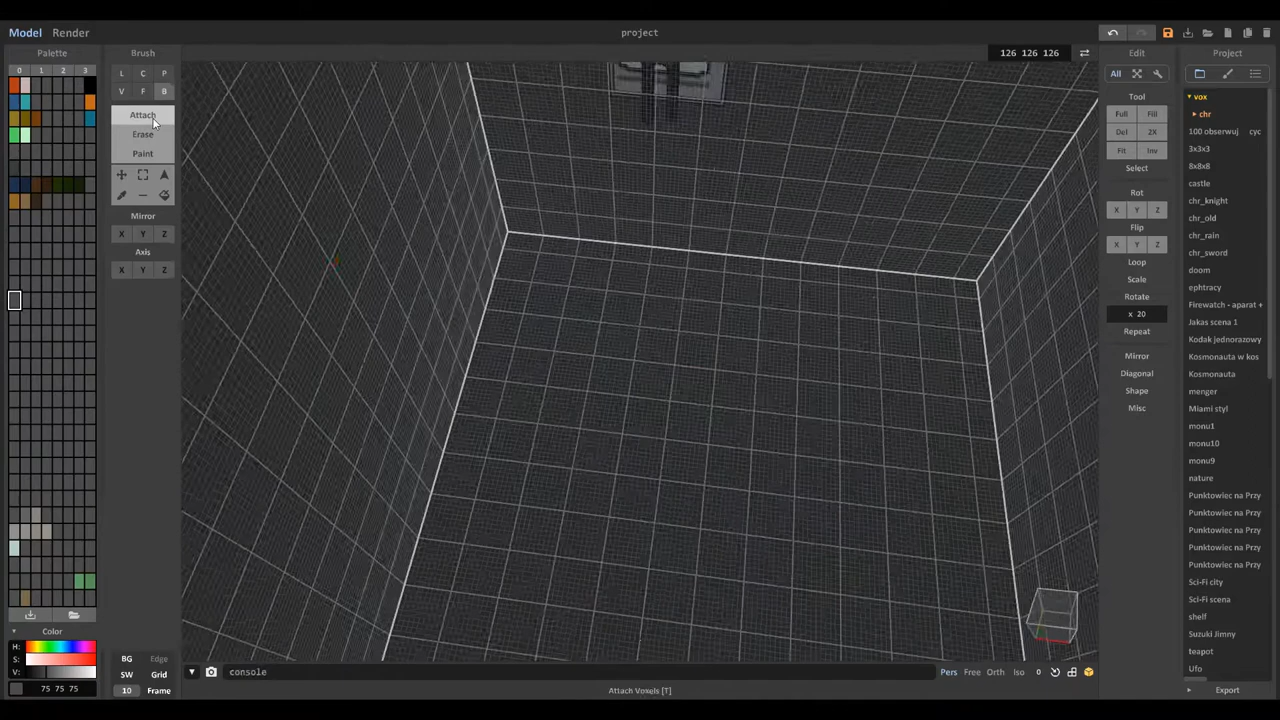 Model Render
project
Palette
Brush
126 126 126
Edit
Project
0 1 2 3
L C P
V F B
Attach
Erase
Paint
Mirror
X Y Z
Axis
X Y Z
All
Tool
Full Fill
Del 2X
Fit Inv
Select
Rot
X Y Z
Flip
X Y Z
Loop
Scale
Rotate
x 20
Repeat
Mirror
Diagonal
Shape
Misc
vox
chr
100 obserwuj cyc
3x3x3
8x8x8
castle
chr_knight
chr_old
chr_rain
chr_sword
doom
ephtracy
Firewatch - aparat +
Jakas scena 1
Kodak jednorazowy
Kosmonauta w kos
Kosmonauta
menger
Miami styl
monu1
monu10
monu9
nature
Punktowiec na Przy
Punktowiec na Przy
Punktowiec na Przy
Punktowiec na Przy
Punktowiec na Przy
Sci-Fi city
Sci-Fi scena
shelf
Suzuki Jimny
teapot
Ufo
Export
Color
H:
S:
V:
75 75 75
BG Edge
SW Grid
10 Frame
console
Pers Free Orth Iso 0
Attach Voxels [T]